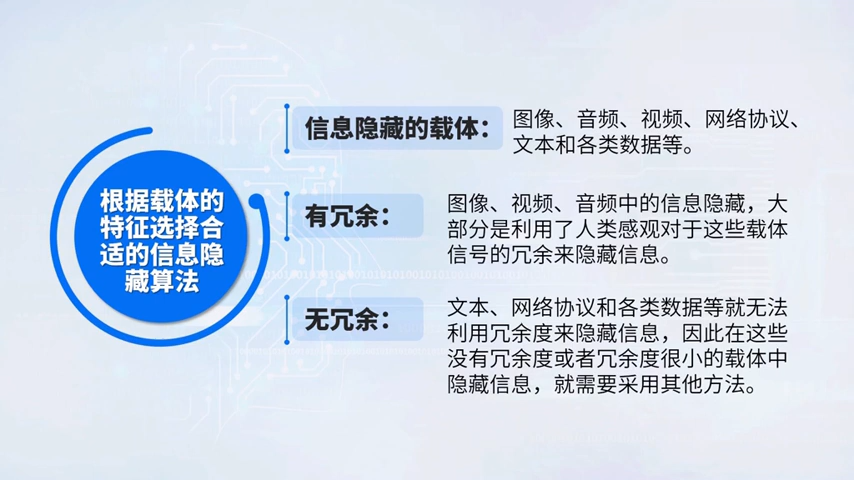 根据载体的
特征选择合
适的信息隐
藏算法
信息隐藏的载体：
图像、音频、视频、网络协议、
文本和各类数据等。
有冗余：
图像、视频、音频中的信息隐藏，大
部分是利用了人类感观对于这些载体
信号的冗余来隐藏信息。
无冗余：
文本、网络协议和各类数据等就无法
利用冗余度来隐藏信息，因此在这些
没有冗余度或者冗余度很小的载体中
隐藏信息，就需要采用其他方法。